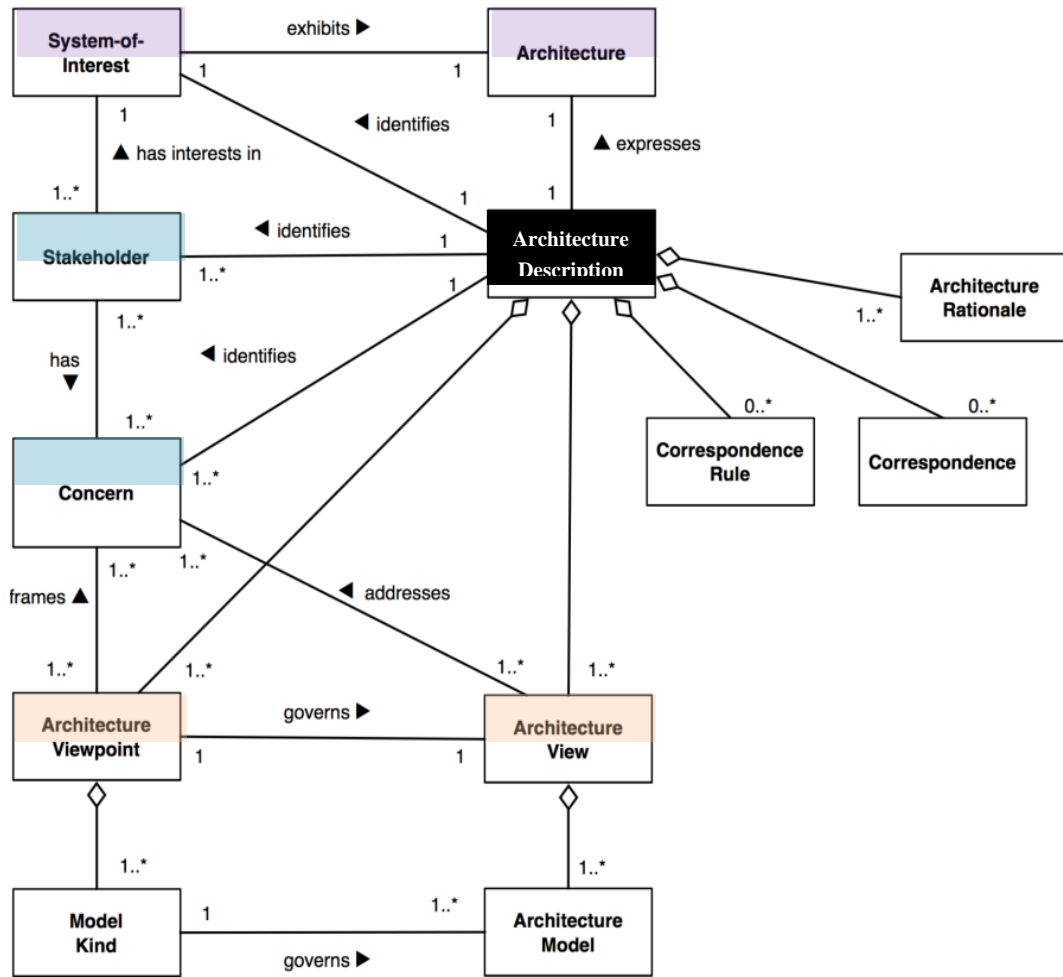 exhibits ▶
System-of-
Interest
Architecture
1
1
1
1
◀ identifies
▲ has interests in
▲ expresses
1..*
1
1
Stakeholder
◀ identifies
1
Architecture
Description
1..*
1
1..*
Architecture
Rationale
1..*
has
▼
◀ identifies
1..*
1..*
0..*
0..*
Correspondence
Rule
Correspondence
Concern
1..*
1..*
frames ▲
◀ addresses
1..*
1..*
1..*
1..*
1..*
Architecture
Viewpoint
governs ▶
Architecture
View
1
1
1..*
1..*
Model
Kind
1
1..*
Architecture
Model
governs ▶